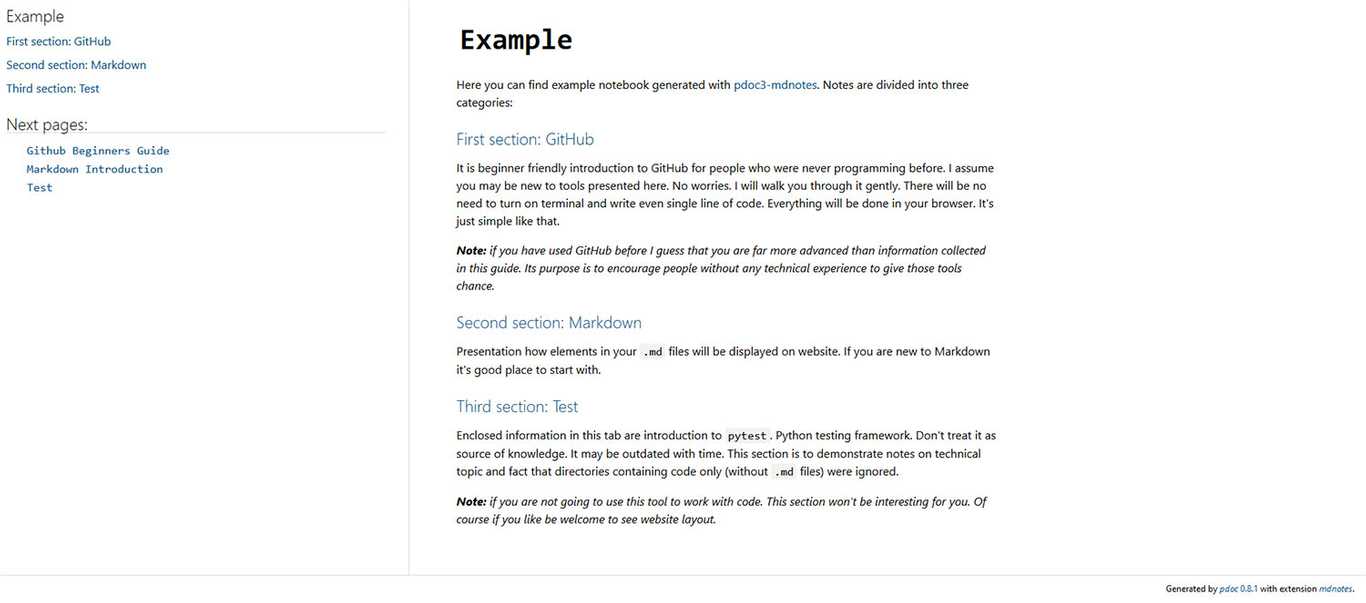 Example
First section: GitHub
Second section: Markdown
Third section: Test
Next pages:
Github Beginners Guide
Markdown Introduction
Test
Example
Here you can find example notebook generated with pdoc3-mdnotes. Notes are divided into three
categories:
First section: GitHub
It is beginner friendly introduction to GitHub for people who were never programming before. I assume
you may be new to tools presented here. No worries. I will walk you through it gently. There will be no
need to turn on terminal and write even single line of code. Everything will be done in your browser. It's
just simple like that.
Note: if you have used GitHub before I guess that you are far more advanced than information collected
in this guide. Its purpose is to encourage people without any technical experience to give those tools
chance.
Second section: Markdown
Presentation how elements in your .md files will be displayed on website. If you are new to Markdown
it's good place to start with.
Third section: Test
Enclosed information in this tab are introduction to pytest. Python testing framework. Don't treat it as
source of knowledge. It may be outdated with time. This section is to demonstrate notes on technical
topic and fact that directories containing code only (without .md files) were ignored.
Note: if you are not going to use this tool to work with code. This section won't be interesting for you. Of
course if you like be welcome to see website layout.
Generated by pdoc 0.8.1 with extension mdnotes.